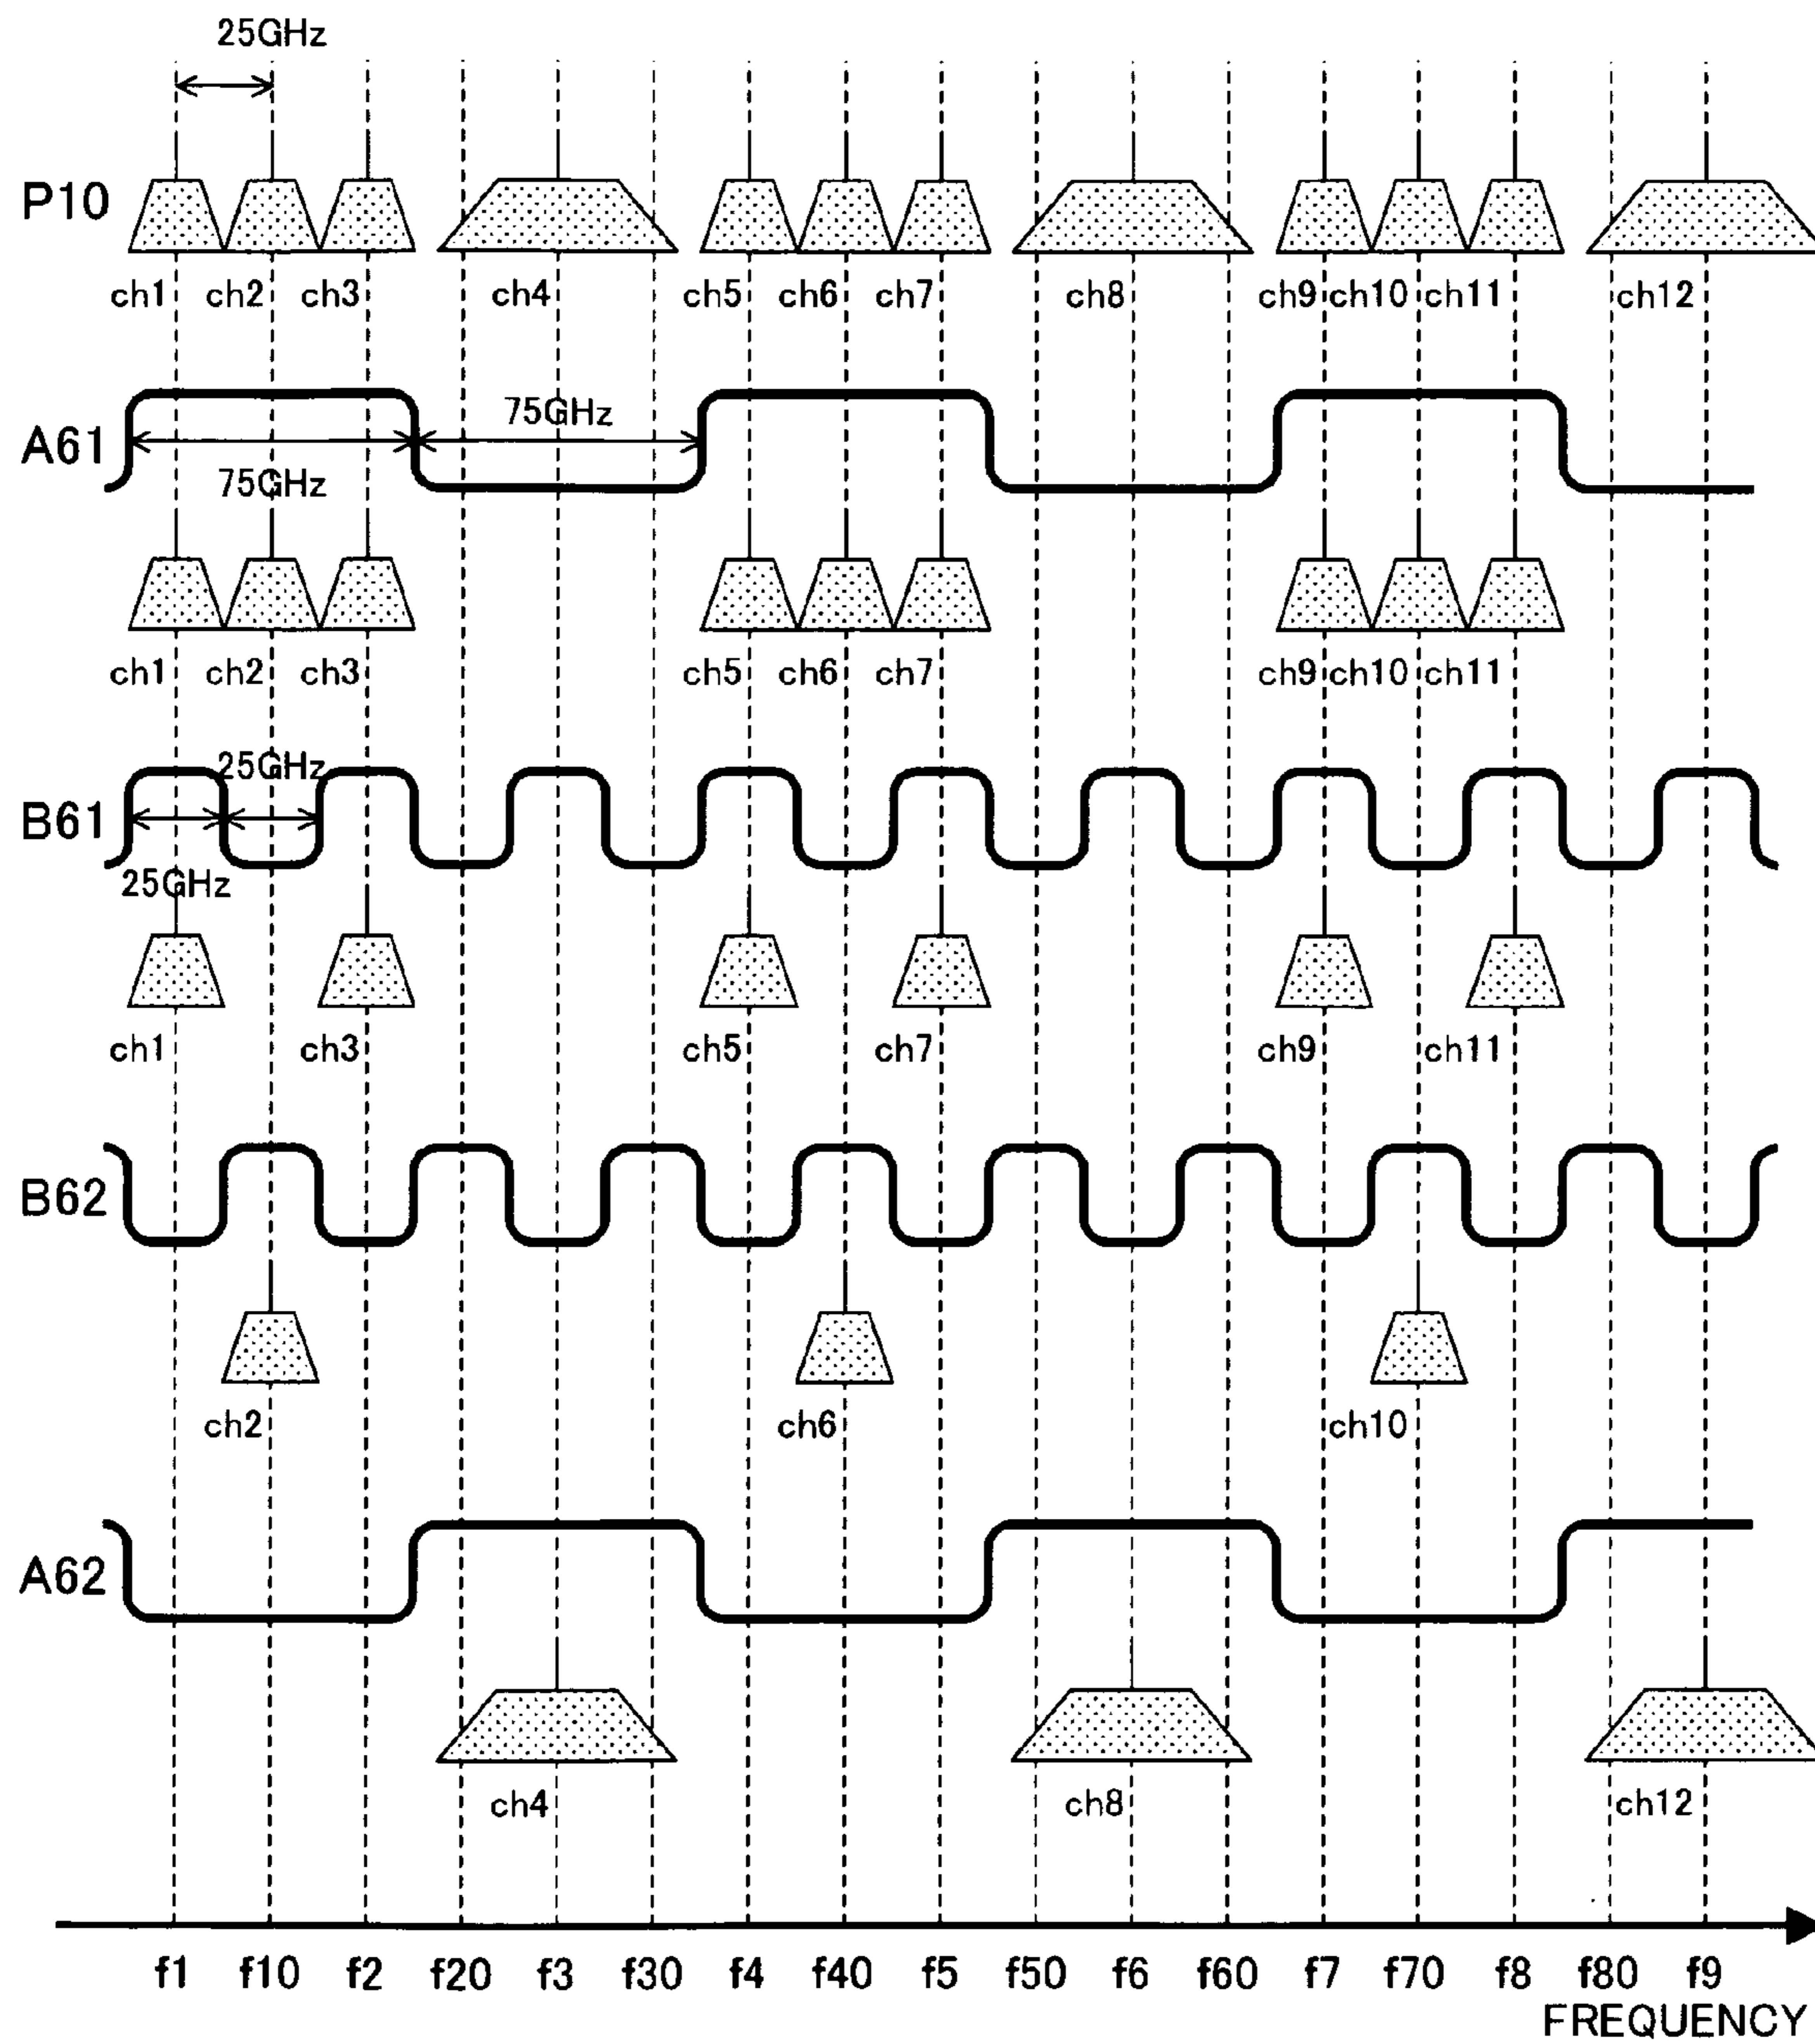 25GHz
P10
ch1 ch2 ch3 ch4 ch5 ch6 ch7 ch8 ch9 ch10 ch11 ch12
75GHz
A61
75GHz
ch1 ch2 ch3 ch5 ch6 ch7 ch9 ch10 ch11
25GHz
B61
25GHz
ch1 ch3 ch5 ch7 ch9 ch11
B62
ch2 ch6 ch10
A62
ch4 ch8 ch12
f1 f10 f2 f20 f3 f30 f4 f40 f5 f50 f6 f60 f7 f70 f8 f80 f9
FREQUENCY